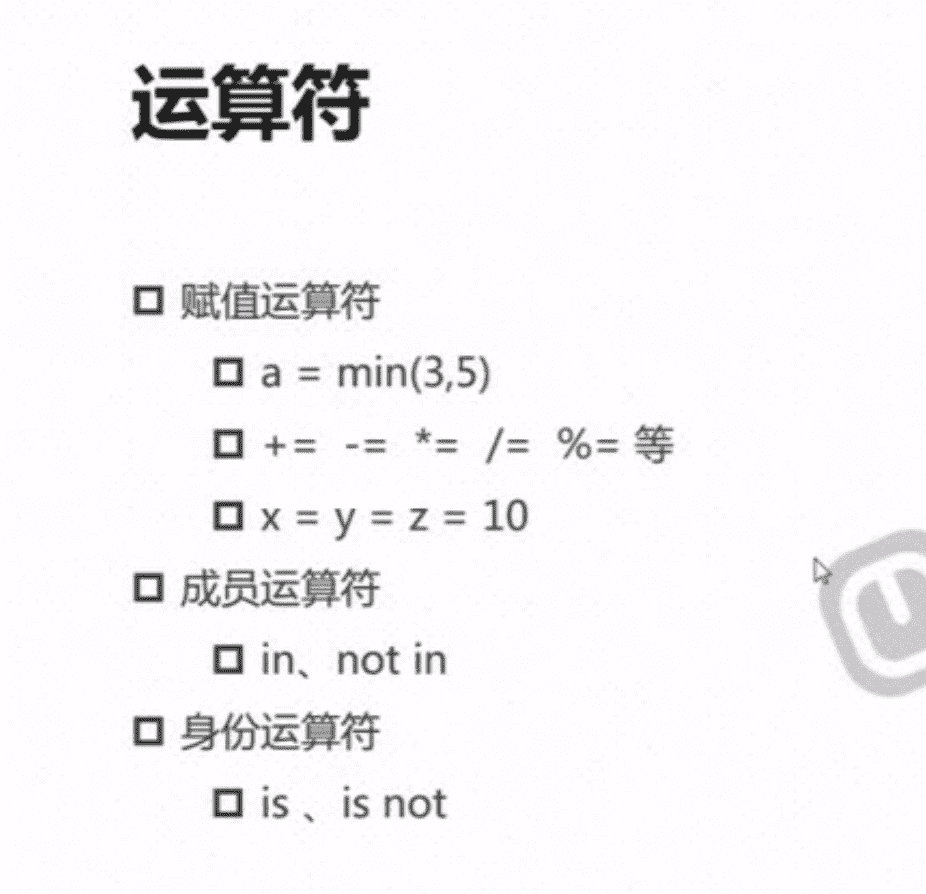 运算符
赋值运算符
a = min(3,5)
+= -= *= /= %= 等
x = y = z = 10
成员运算符
in、not in
身份运算符
is 、is not